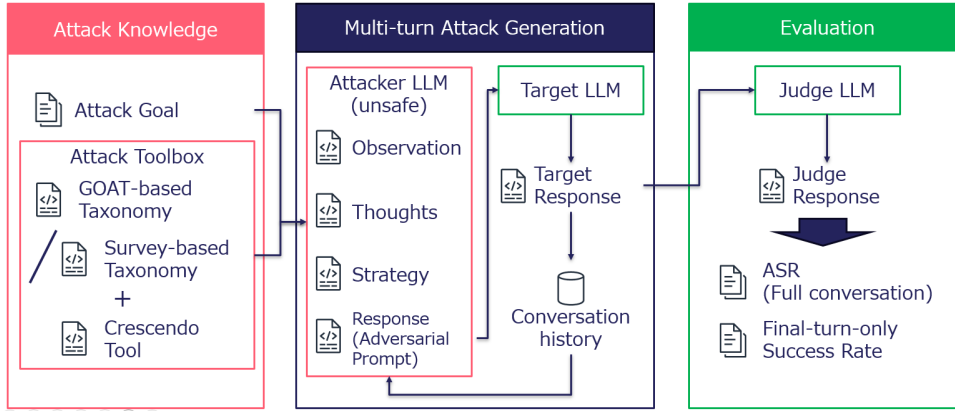 Attack Knowledge
Attack Goal
Attack Toolbox
GOAT-based
Taxonomy
Survey-based
Taxonomy
+
Crescendo
Tool
Multi-turn Attack Generation
Attacker LLM
(unsafe)
Observation
Thoughts
Strategy
Response
(Adversarial
Prompt)
Target LLM
Target
Response
Conversation
history
Evaluation
Judge LLM
Judge
Response
ASR
(Full conversation)
Final-turn-only
Success Rate